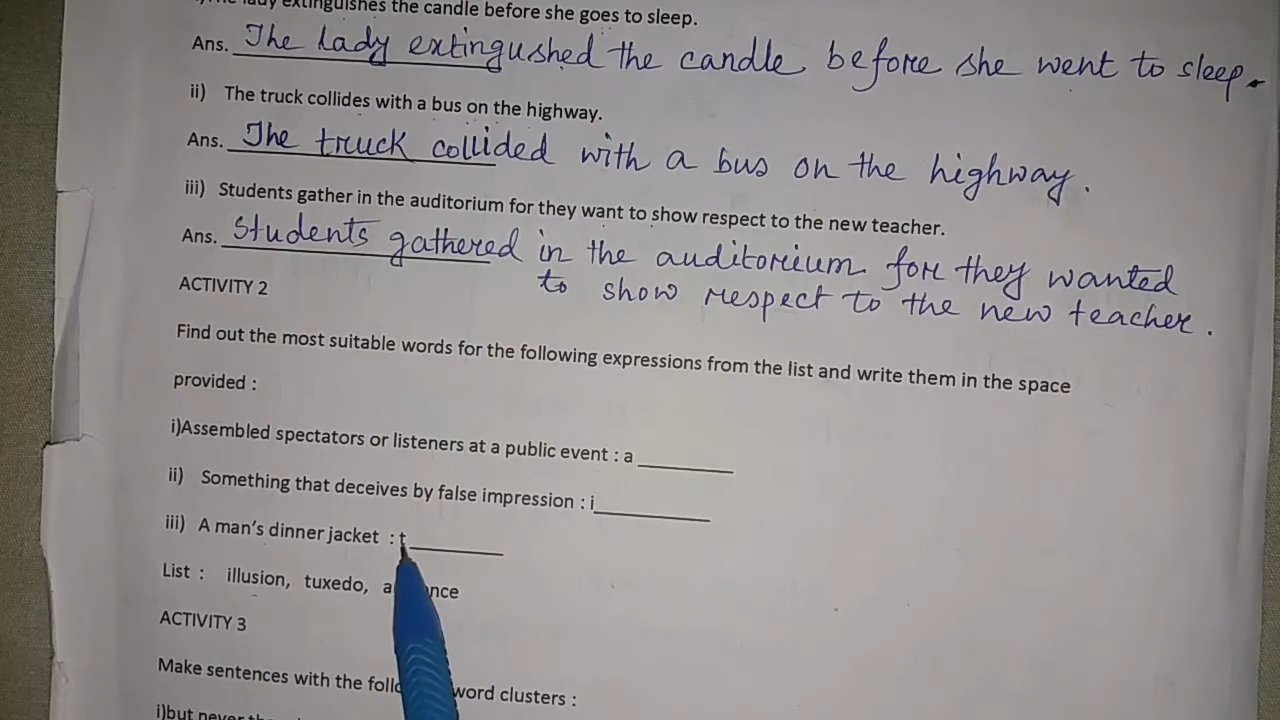 lady extinguishes the candle before she goes to sleep.
Ans. The lady extingushed the candle before she went to sleep.
ii) The truck collides with a bus on the highway.
Ans. The truck collided with a bus on the highway.
iii) Students gather in the auditorium for they want to show respect to the new teacher.
Ans. Students gathered in the auditorium for they wanted
to show respect to the new teacher.
ACTIVITY 2
Find out the most suitable words for the following expressions from the list and write them in the space
provided :
i)Assembled spectators or listeners at a public event : a
ii) Something that deceives by false impression : i
iii) A man's dinner jacket : t
List : illusion, tuxedo,
ACTIVITY 3
Make sentences with the word clusters :
i)but never